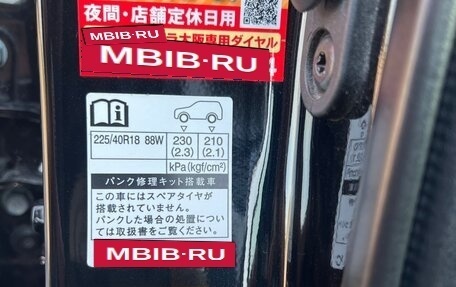 夜間・店舗定休日用
MBIB-RU
ラ大阪専用ダイヤル
MBIB-RU
225/40R18 88W 230 210
(2.3) (2.1)
kPa(kgf/cm²)
パンク修理キット搭載車
この車にはスペアタイヤが
搭載されていません。
パンクした場合の処置につい
ては取扱書をご覧ください。
MBIB-RU